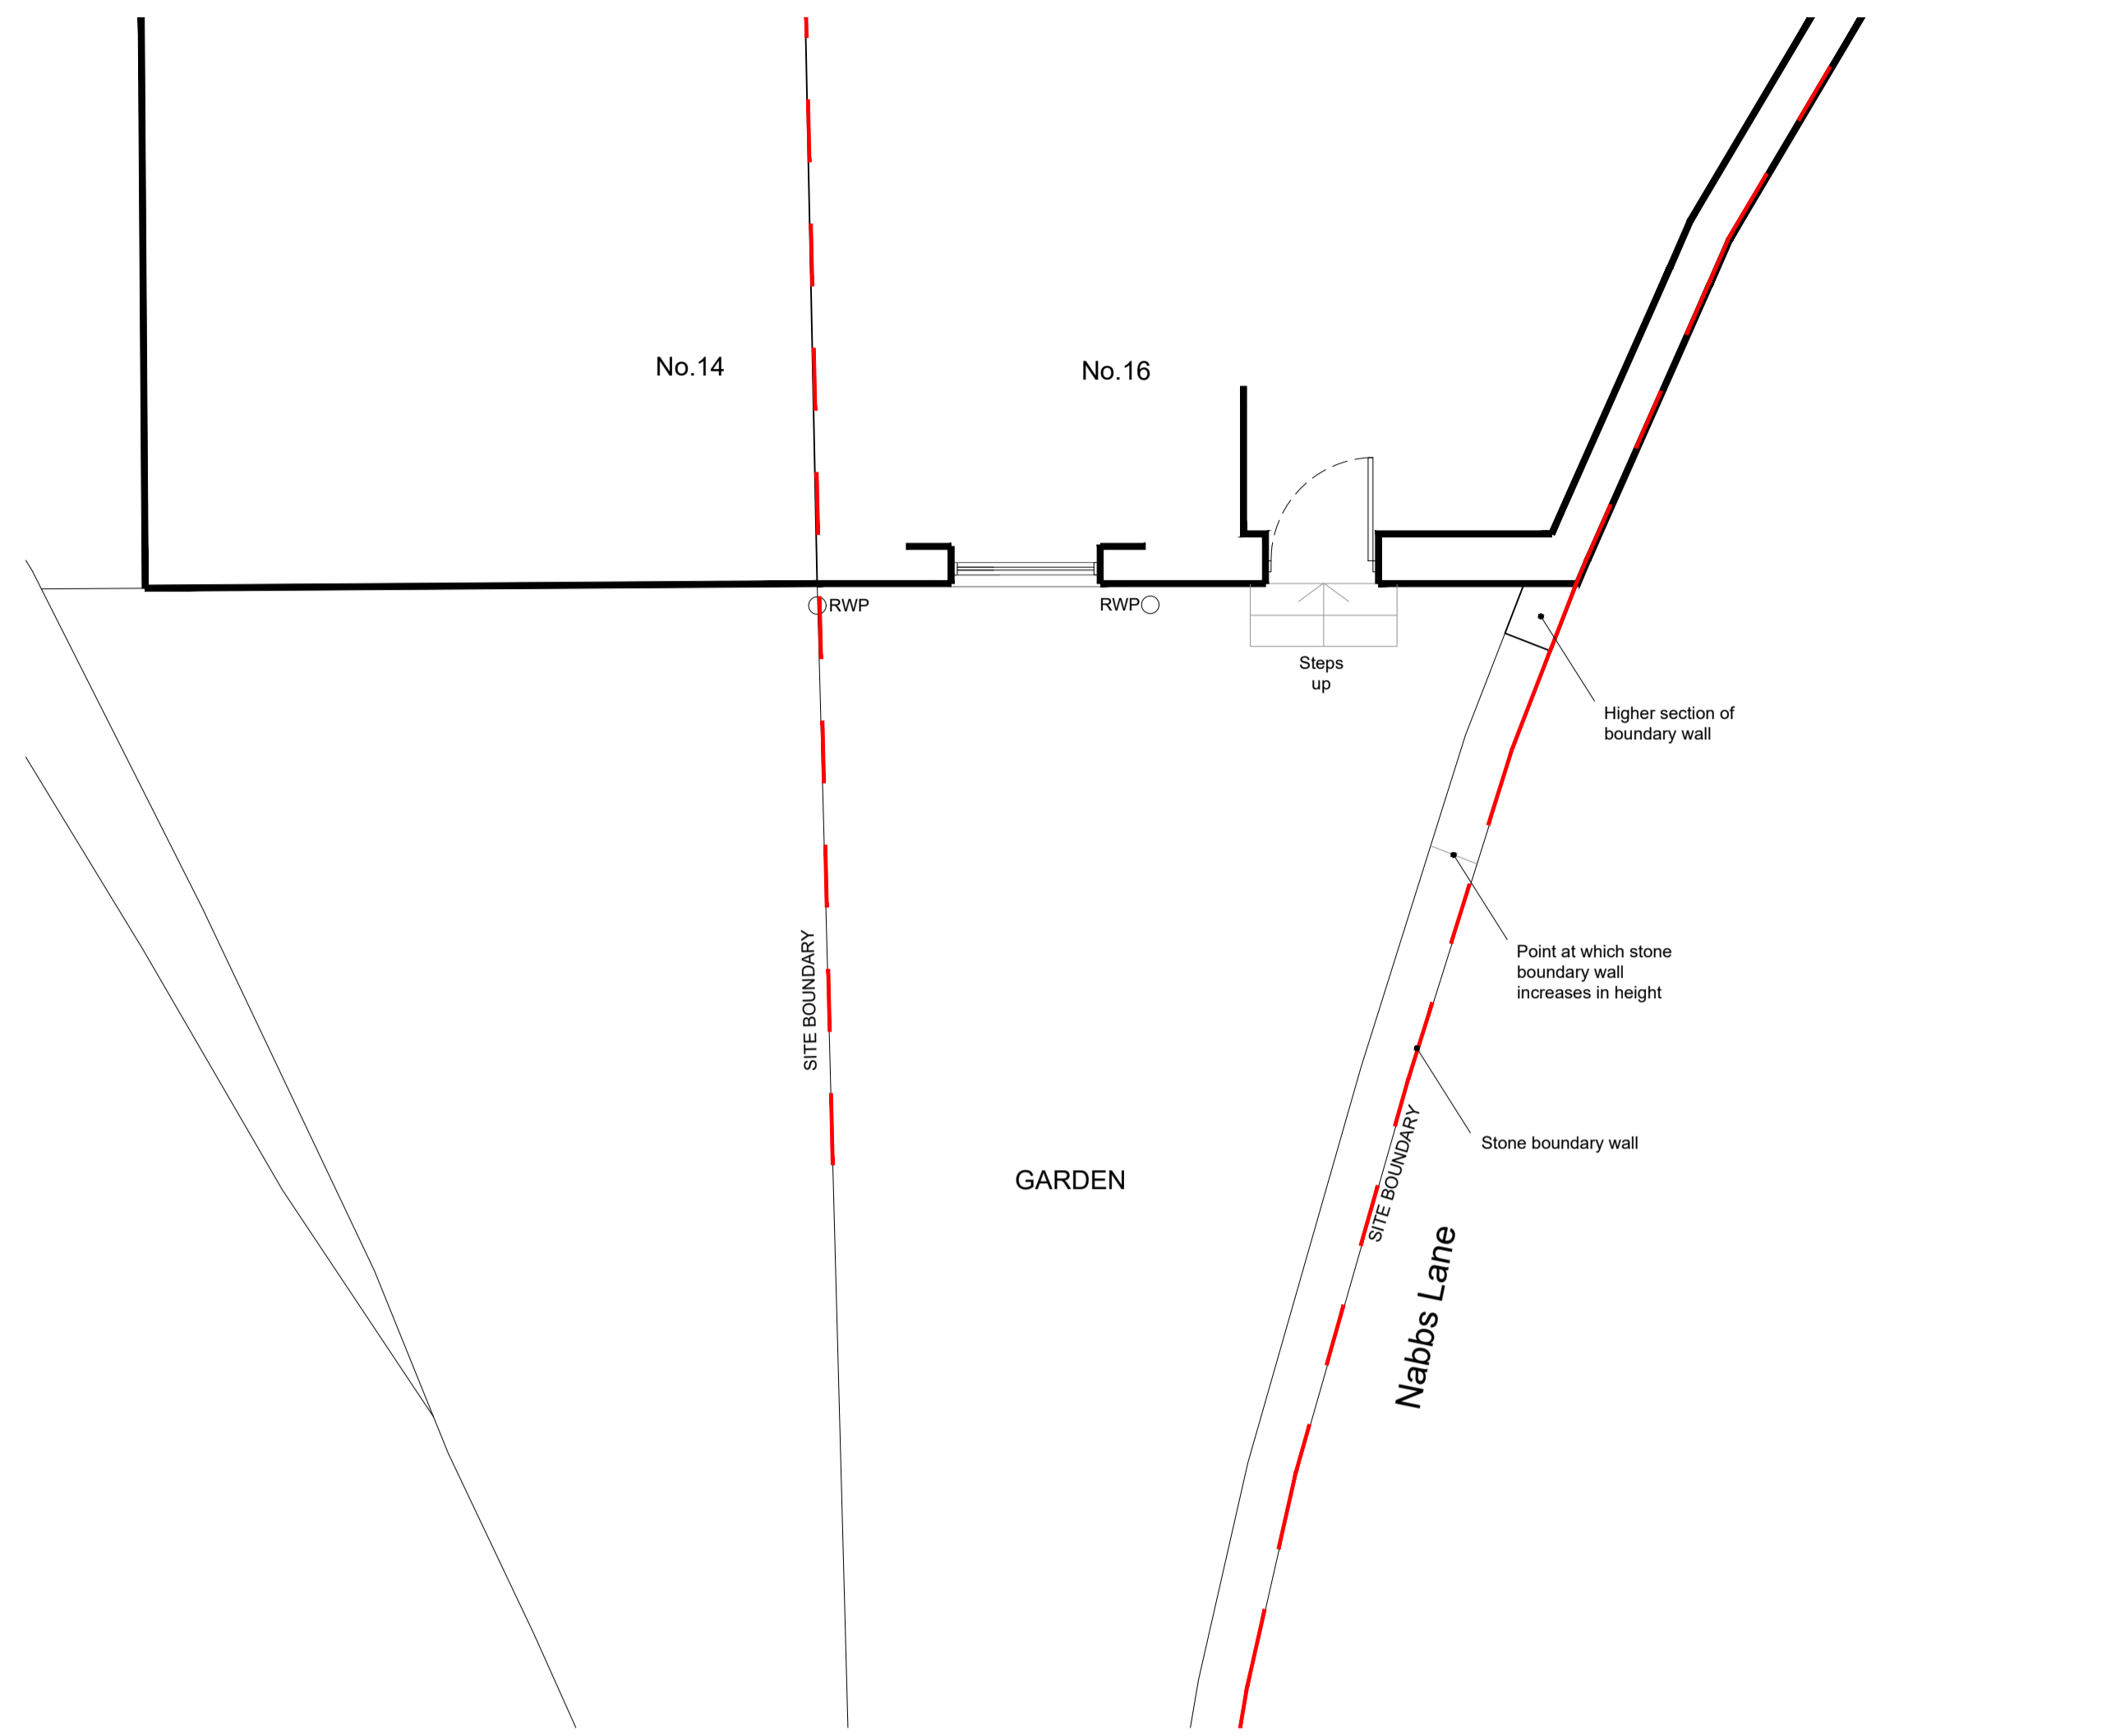 No.14
No.16
RWP
RWP
Steps
up
Higher section of
boundary wall
SITE BOUNDARY
Point at which stone
boundary wall
increases in height
Stone boundary wall
SITE BOUNDARY
GARDEN
Nabbs Lane